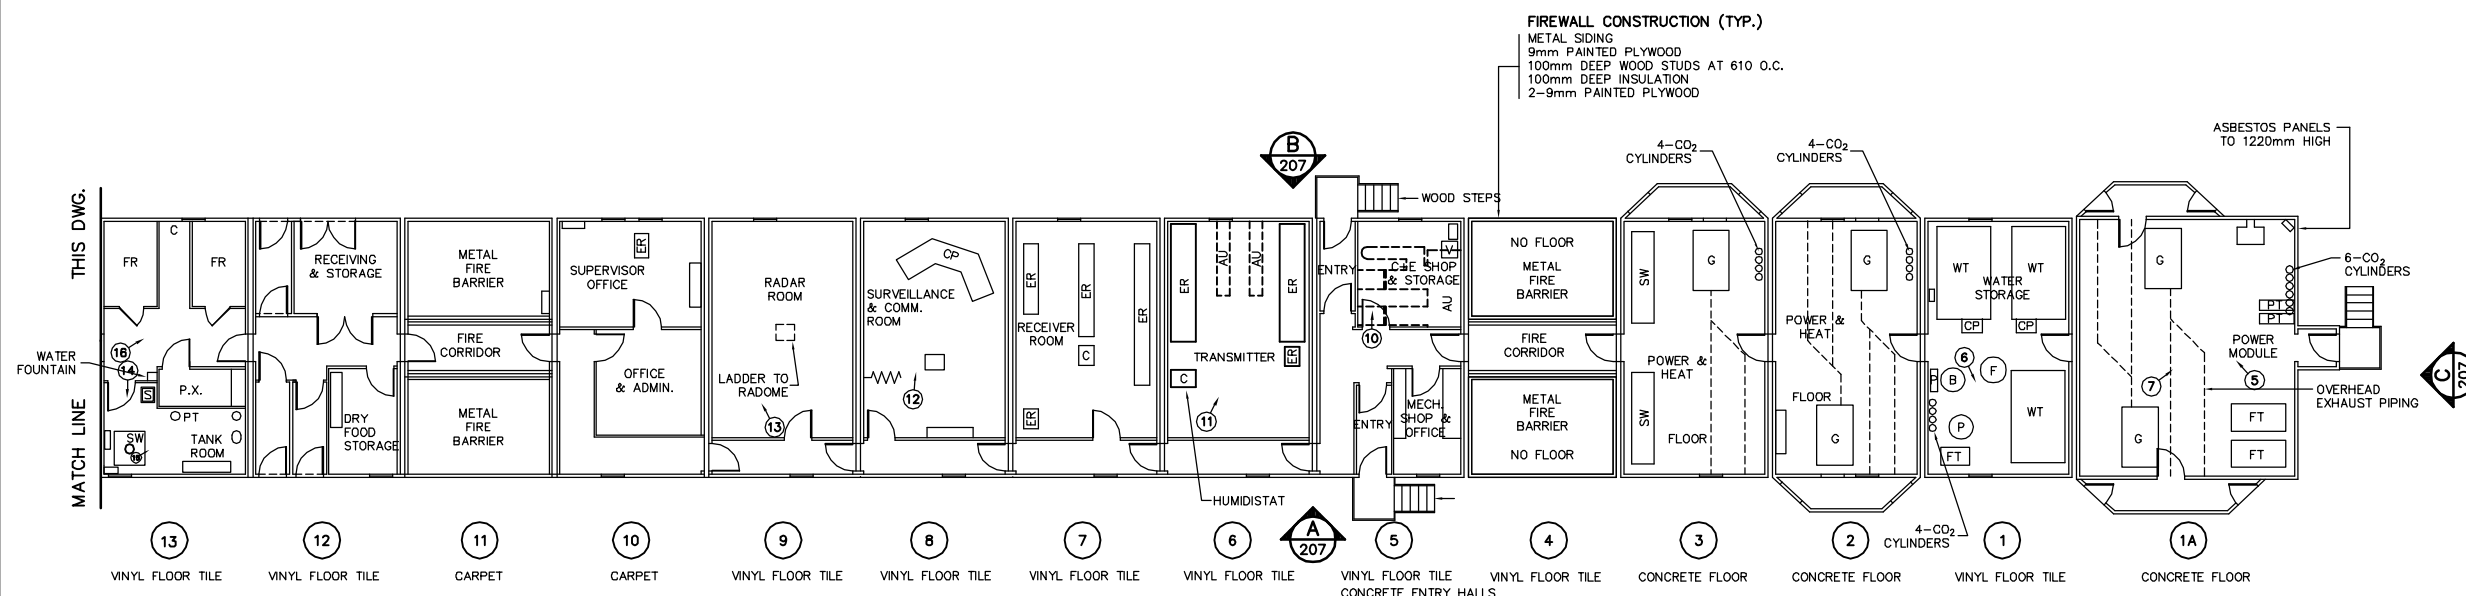 FIREWALL CONSTRUCTION (TYP.)
METAL SIDING
9mm PAINTED PLYWOOD
100mm DEEP WOOD STUDS AT 610 O.C.
100mm DEEP INSULATION
2-9mm PAINTED PLYWOOD
ASBESTOS PANELS
TO 1220mm HIGH
B
207
4-CO2
CYLINDERS
4-CO2
CYLINDERS
WOOD STEPS
6-CO2
CYLINDERS
THIS DWG.
MATCH LINE
FR
C
FR
16
WATER
FOUNTAIN
14
S
P.X.
PT
SW
TANK
ROOM
RECEIVING
& STORAGE
DRY
FOOD
STORAGE
METAL
FIRE
BARRIER
FIRE
CORRIDOR
METAL
FIRE
BARRIER
SUPERVISOR
OFFICE
ER
OFFICE
& ADMIN.
RADAR
ROOM
LADDER TO
RADOME
13
CP
SURVEILLANCE
& COMM.
ROOM
12
ER
ER
ER
RECEIVER
ROOM
C
ER
ER
AU
AU
ER
TRANSMITTER
ER
C
11
HUMIDISTAT
ENTRY
V
C+E SHOP
& STORAGE
AU
10
MECH.
SHOP &
OFFICE
ENTRY
NO FLOOR
METAL
FIRE
BARRIER
FIRE
CORRIDOR
METAL
FIRE
BARRIER
NO FLOOR
SW
G
POWER &
HEAT
SW
FLOOR
G
POWER &
HEAT
FLOOR
G
WT
WT
WATER
STORAGE
CP
CP
6
P
B
F
P
WT
FT
4-CO2
CYLINDERS
G
PT
PT
POWER
MODULE
7
5
OVERHEAD
EXHAUST PIPING
G
FT
FT
C
207
A
207
13
12
11
10
9
8
7
6
5
4
3
2
1
1A
VINYL FLOOR TILE
VINYL FLOOR TILE
CARPET
CARPET
VINYL FLOOR TILE
VINYL FLOOR TILE
VINYL FLOOR TILE
VINYL FLOOR TILE
VINYL FLOOR TILE
CONCRETE ENTRY HALLS
VINYL FLOOR TILE
CONCRETE FLOOR
CONCRETE FLOOR
VINYL FLOOR TILE
CONCRETE FLOOR